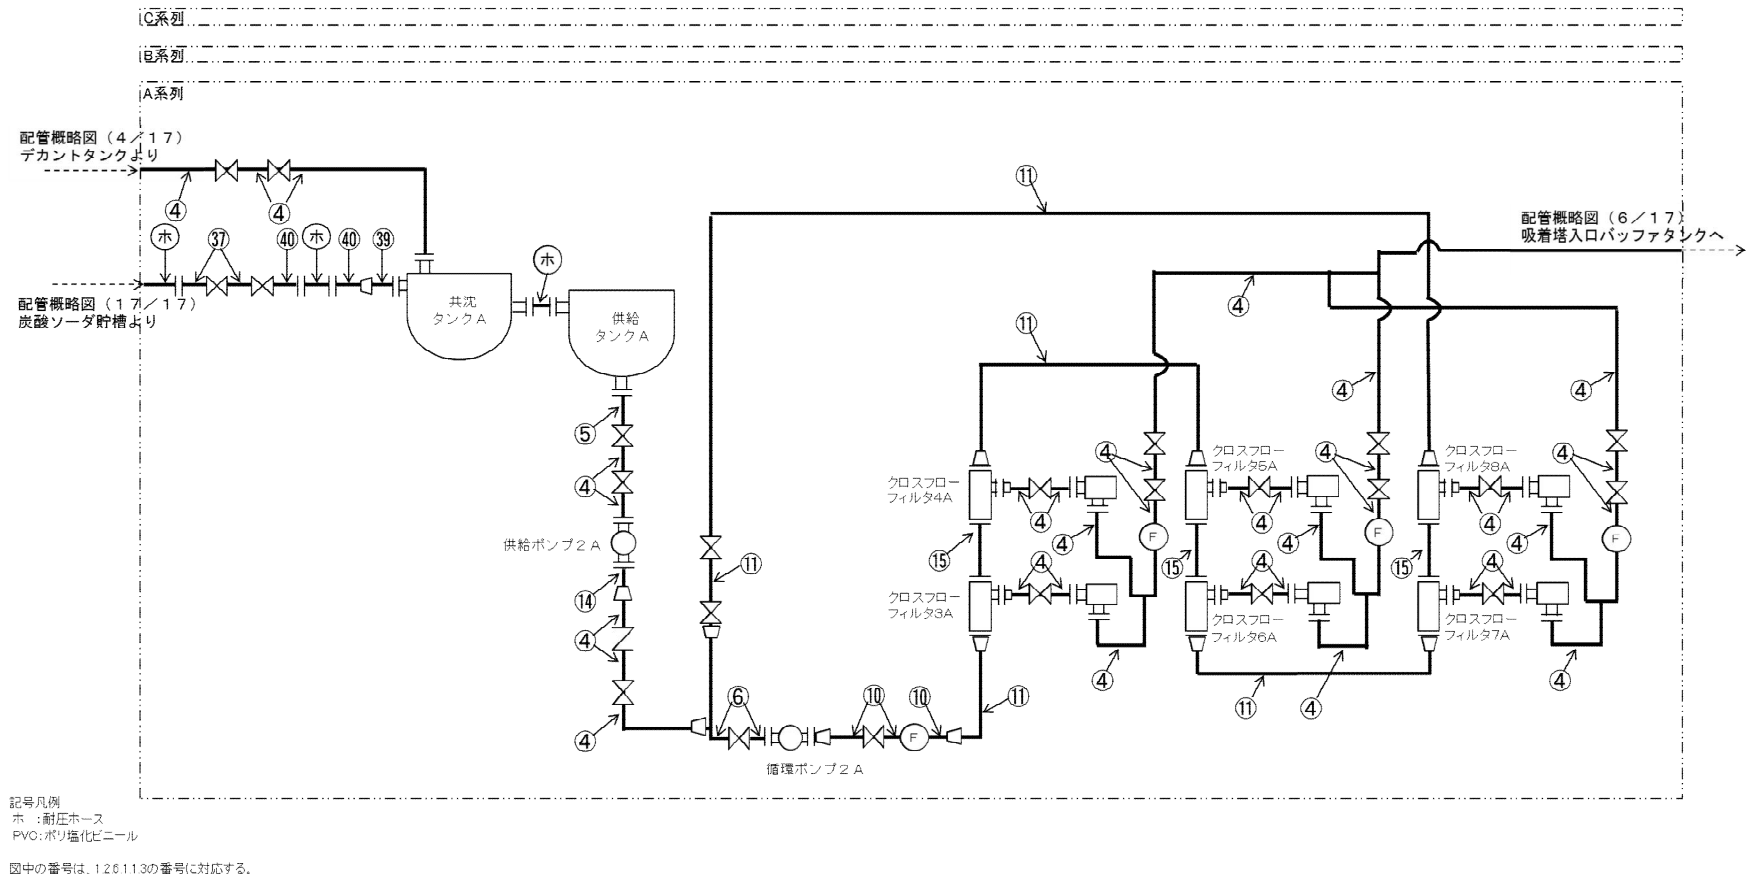 C系列
B系列
A系列
配管概略図（４／１７）
デカントタンクより
④
④
ホ
㊲
㊵
ホ
㊵
㊴
配管概略図（１７／１７）
炭酸ソーダ貯槽より
共沈
タンクA
ホ
供給
タンクA
⑪
配管概略図（６／１７）
吸着塔入口バッファタンクへ
④
⑪
④
④
⑤
④
供給ポンプ２A
⑭
④
④
⑪
⑥
循環ポンプ２A
⑩
F
⑩
⑪
クロスフロー
フィルタ4A
④
④
④
F
⑮
④
クロスフロー
フィルタ3A
④
クロスフロー
フィルタ5A
④
④
④
F
⑮
④
クロスフロー
フィルタ6A
⑪
④
クロスフロー
フィルタ8A
④
④
④
F
⑮
④
クロスフロー
フィルタ7A
④
記号凡例
ホ　：耐圧ホース
PVC：ポリ塩化ビニール
図中の番号は、1.2.6.1.1.3の番号に対応する。